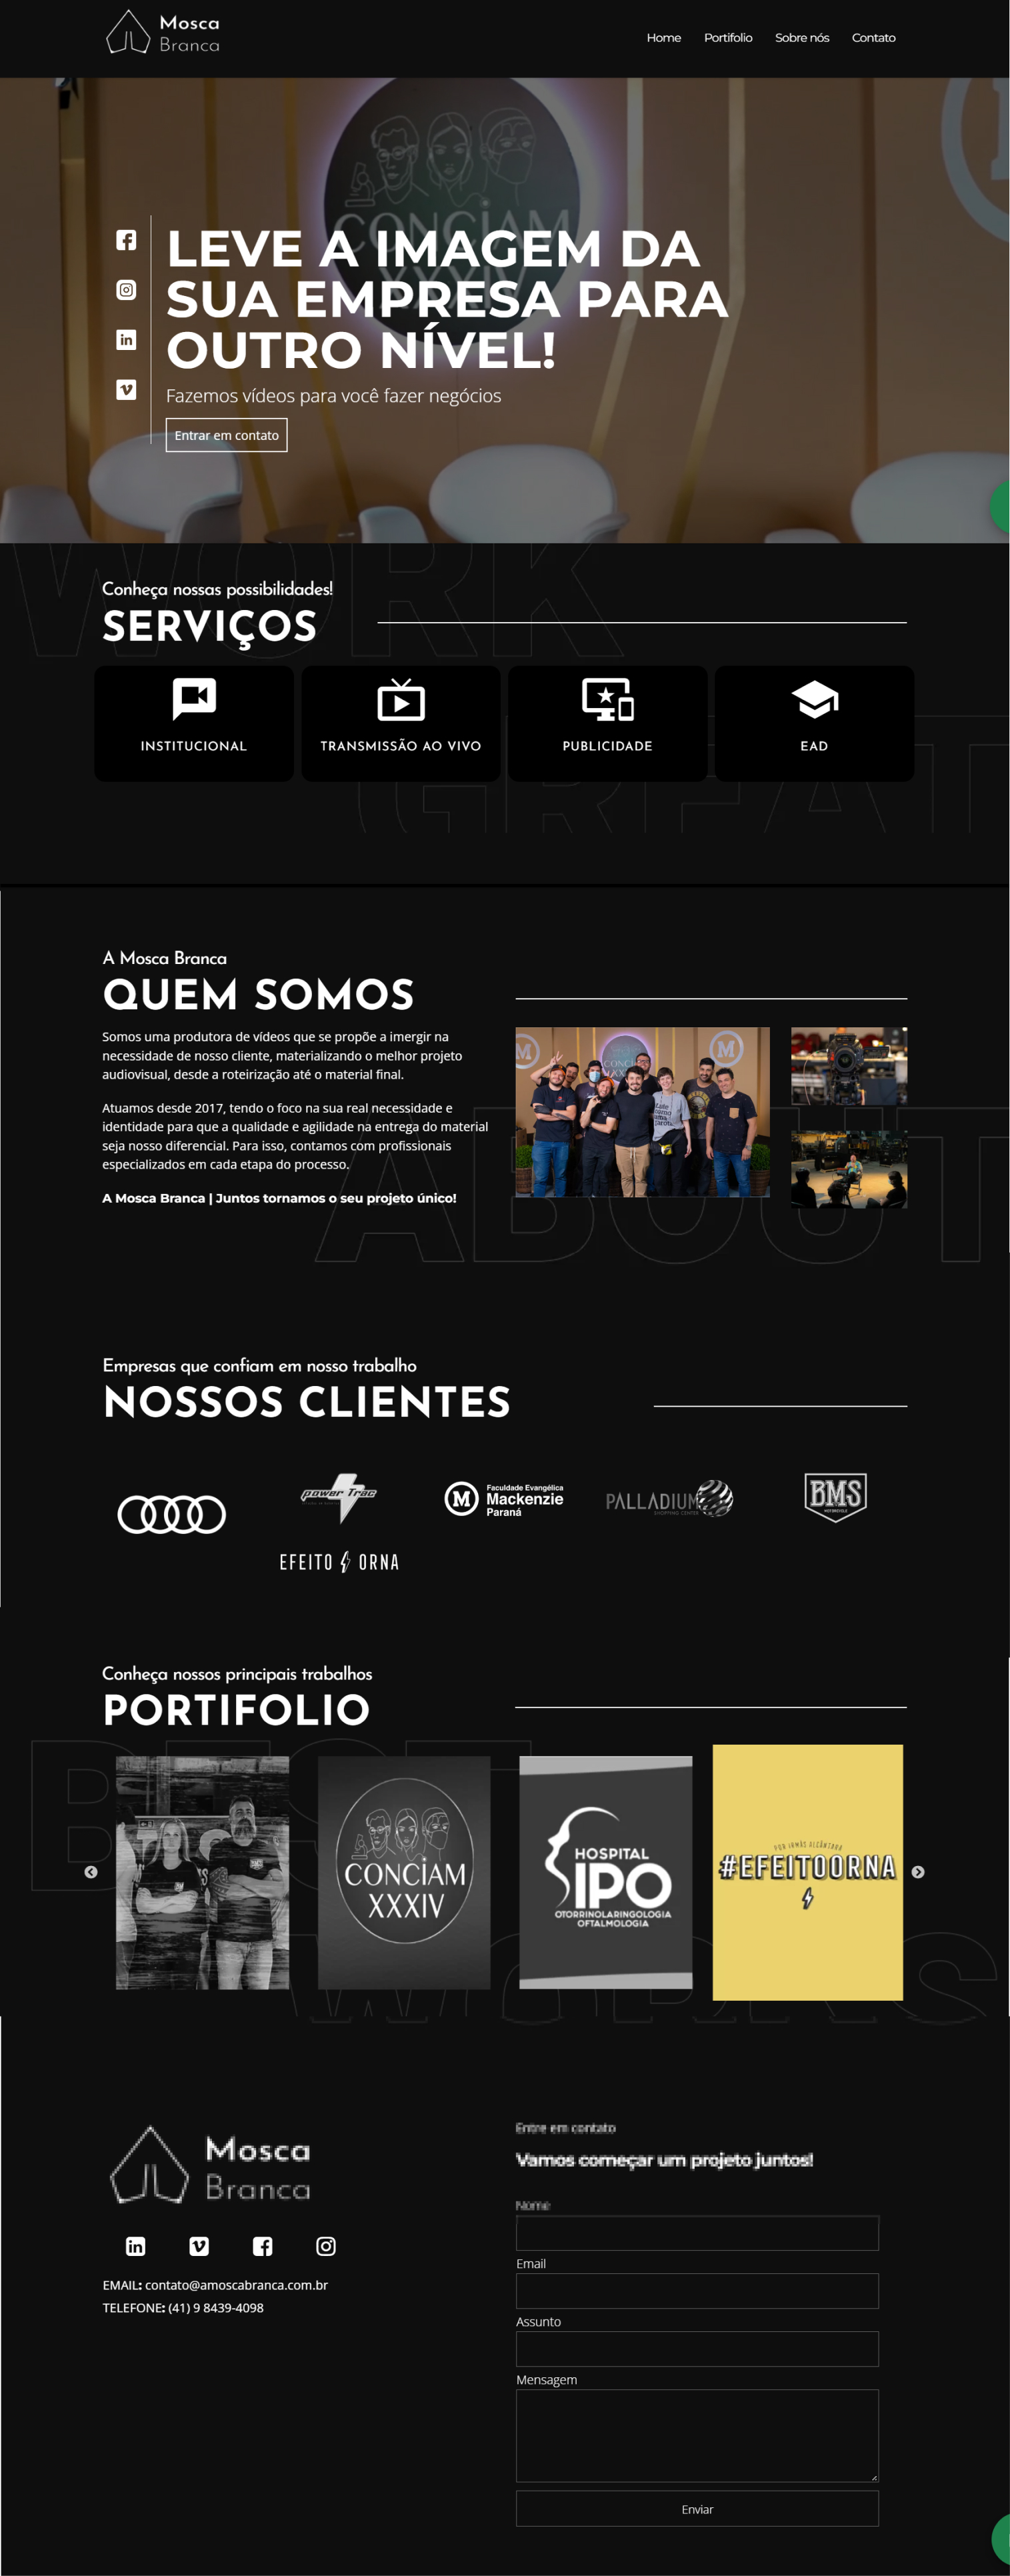 Mosca
Branca
Home Portifolio Sobre nós Contato
CONCIAM
XXXIV
LEVE A IMAGEM DA
SUA EMPRESA PARA
OUTRO NÍVEL!
Fazemos vídeos para você fazer negócios
Entrar em contato
WORK
Conheça nossas possibilidades!
SERVIÇOS
INSTITUCIONAL
TRANSMISSÃO AO VIVO
PUBLICIDADE
EAD
GREAT
A Mosca Branca
QUEM SOMOS
Somos uma produtora de vídeos que se propõe a imergir na
necessidade de nosso cliente, materializando o melhor projeto
audiovisual, desde a roteirização até o material final.
Atuamos desde 2017, tendo o foco na sua real necessidade e
identidade para que a qualidade e agilidade na entrega do material
seja nosso diferencial. Para isso, contamos com profissionais
especializados em cada etapa do processo.
A Mosca Branca | Juntos tornamos o seu projeto único!
M
M
ABOUT
Empresas que confiam em nosso trabalho
NOSSOS CLIENTES
power Trac
M
Faculdade Evangélica
Mackenzie
Paraná
PALLADIUM
SHOPPING CENTER
BMS
EFEITO ORNA
Conheça nossos principais trabalhos
PORTIFOLIO
BEST
CONCIAM
XXXIV
HOSPITAL
IPO
OTORRINOLARINGOLOGIA
OFTALMOLOGIA
POR IRMÃS ALCÂNTARA
#EFEITOORNA
WORKS
Mosca
Branca
EMAIL: contato@amoscabranca.com.br
TELEFONE: (41) 9 8439-4098
Entre em contato
Vamos começar um projeto juntos!
Nome
Email
Assunto
Mensagem
Enviar